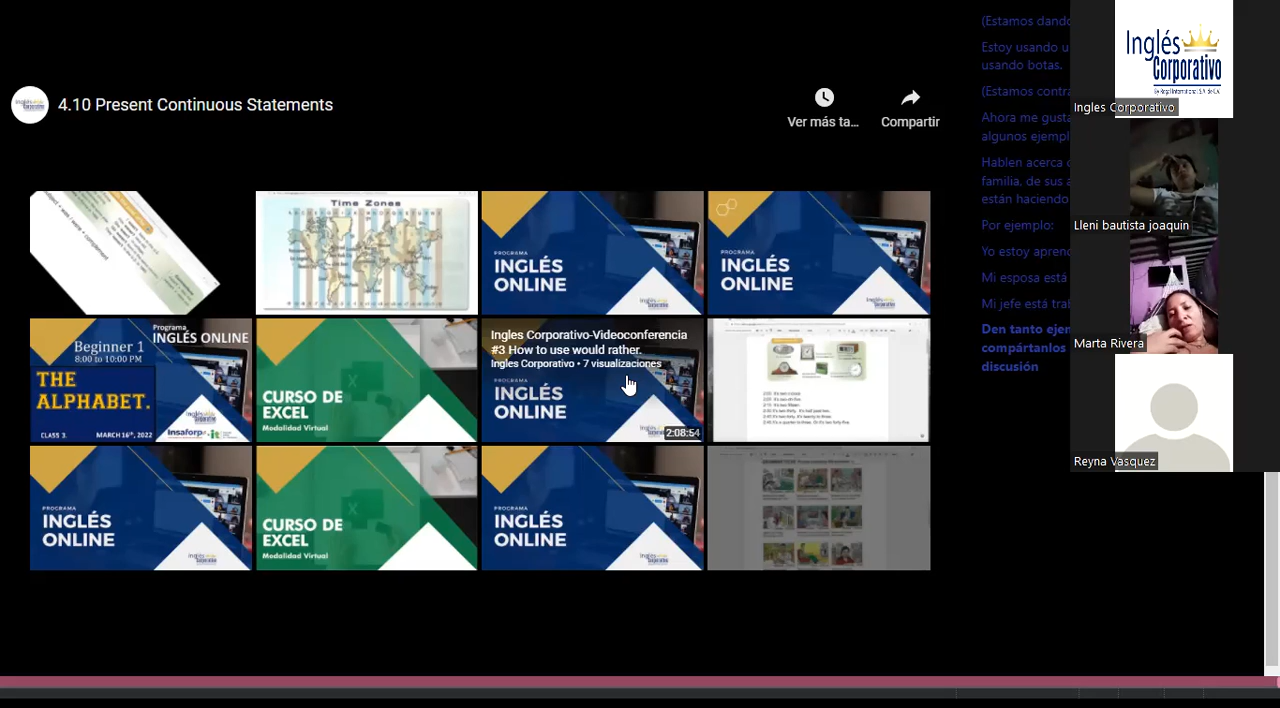 4.10 Present Continuous Statements
Ver más ta...
Compartir
Time Zones
PROGRAMA
INGLÉS
ONLINE
PROGRAMA
INGLÉS
ONLINE
Programa
INGLÉS ONLINE
Beginner 1
8:00 to 10:00 PM
THE
ALPHABET.
CLASS 3.
MARCH 16th, 2022
Insaforp
CURSO DE
EXCEL
Modalidad Virtual
Ingles Corporativo-Videoconferencia
#3 How to use would rather.
Ingles Corporativo • 7 visualizaciones
PROGRAMA
INGLÉS
ONLINE
2:08:54
PROGRAMA
INGLÉS
ONLINE
CURSO DE
EXCEL
Modalidad Virtual
PROGRAMA
INGLÉS
ONLINE
(Estamos dando
Estoy usando u
usando botas.
(Estamos contra
Ahora me gusta
algunos ejempl
Hablen acerca
familia, de sus a
están haciendo
Por ejemplo:
Yo estoy apren
Mi esposa está
Mi jefe está tra
Den tanto eje
compártanlos
discusión
Inglés
Corporativo
Ingles Corporativo
Lleni bautista joaquin
Marta Rivera
Reyna Vasquez